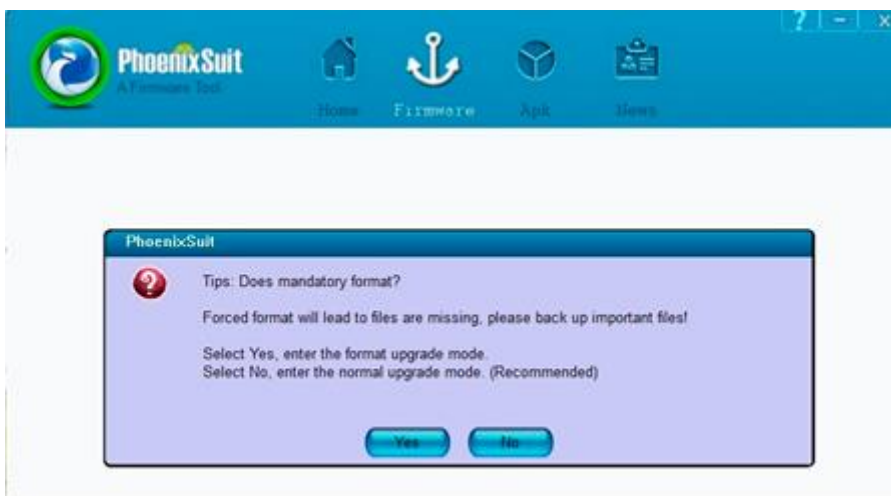 ? - x
PhoenixSuit
A Firmware Tool
Home Firmware Apk News
PhoenixSuit
Tips: Does mandatory format?
Forced format will lead to files are missing, please back up important files!
Select Yes, enter the format upgrade mode.
Select No, enter the normal upgrade mode. (Recommended)
Yes No